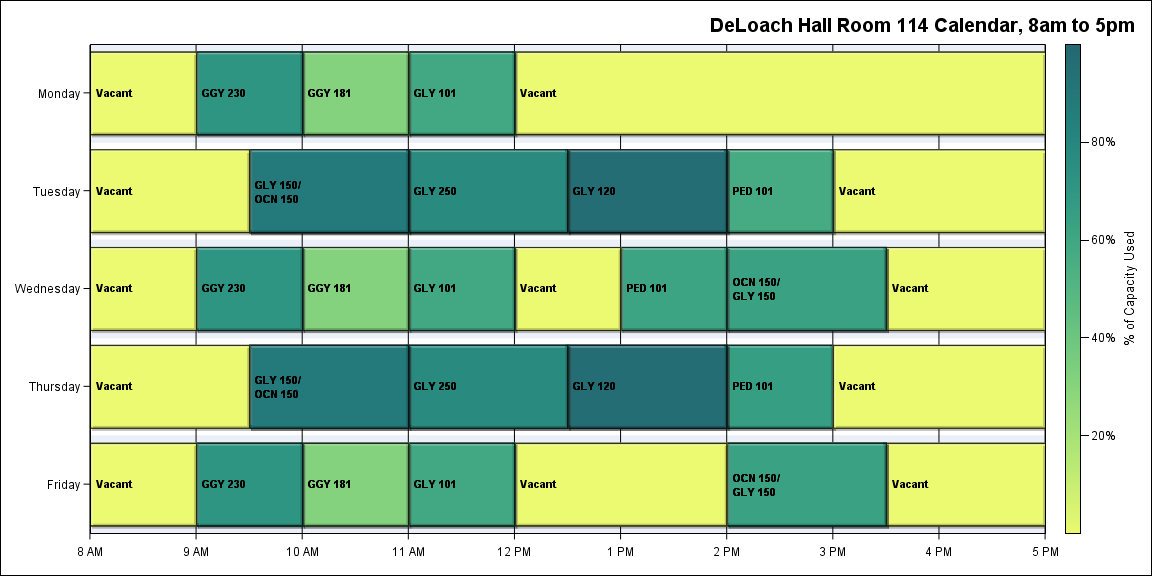 DeLoach Hall Room 114 Calendar, 8am to 5pm
Monday
Vacant
GGY 230
GGY 181
GLY 101
Vacant
Tuesday
Vacant
GLY 150/
OCN 150
GLY 250
GLY 120
PED 101
Vacant
Wednesday
Vacant
GGY 230
GGY 181
GLY 101
Vacant
PED 101
OCN 150/
GLY 150
Vacant
Thursday
Vacant
GLY 150/
OCN 150
GLY 250
GLY 120
PED 101
Vacant
Friday
Vacant
GGY 230
GGY 181
GLY 101
Vacant
OCN 150/
GLY 150
Vacant
8 AM
9 AM
10 AM
11 AM
12 PM
1 PM
2 PM
3 PM
4 PM
5 PM
80%
60%
40%
20%
% of Capacity Used